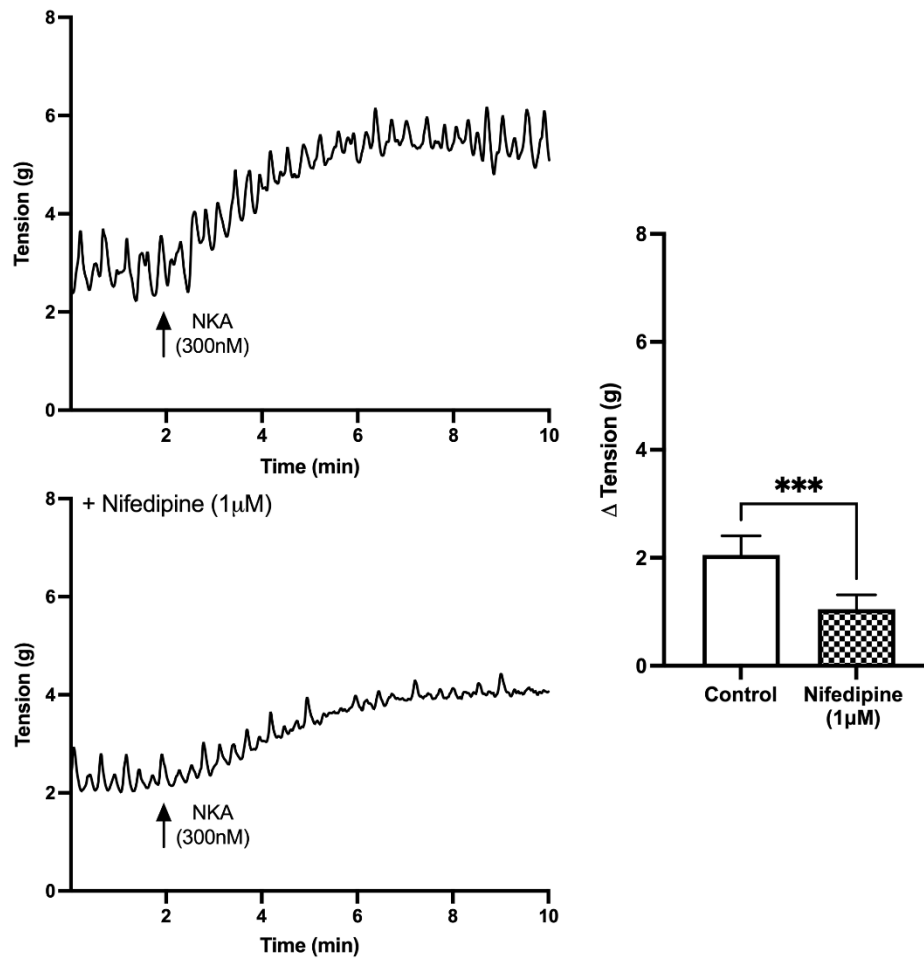 8
6
4
2
0
Tension (g)
NKA
(300nM)
2
4
6
8
10
Time (min)
+ Nifedipine (1μM)
8
6
4
2
0
Tension (g)
NKA
(300nM)
2
4
6
8
10
Time (min)
8
6
4
2
0
Δ Tension (g)
***
Control
Nifedipine
(1μM)